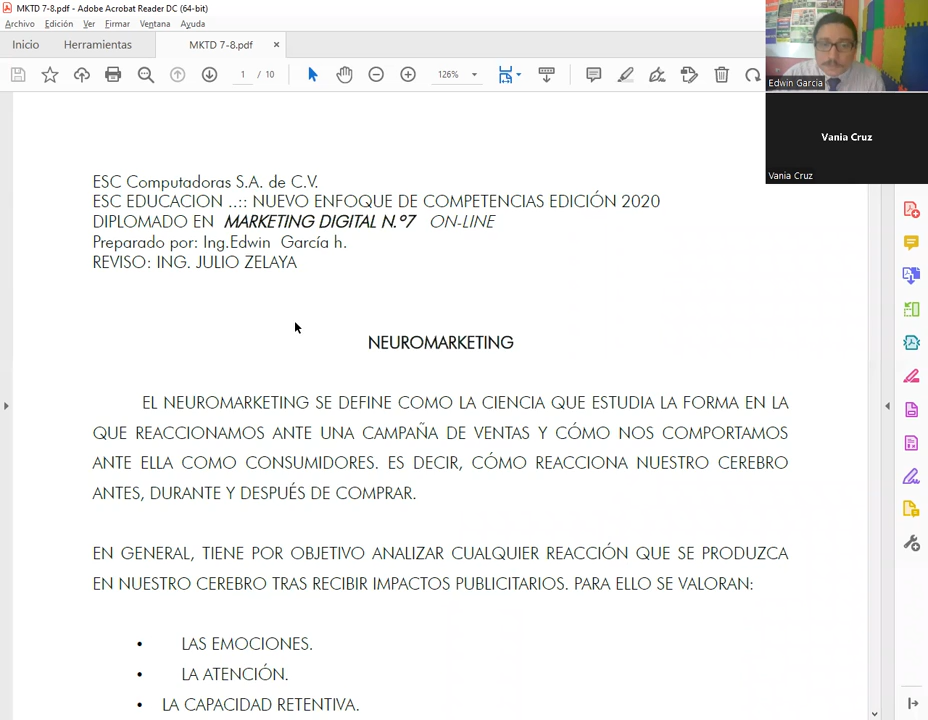 MKTD 7-8.pdf - Adobe Acrobat Reader DC (64-bit)
Archivo Edición Ver Firmar Ventana Ayuda
Inicio Herramientas MKTD 7-8.pdf ×
1 / 10 126%
Edwin García
Vania Cruz
Vania Cruz
ESC Computadoras S.A. de C.V.
ESC EDUCACION ..:: NUEVO ENFOQUE DE COMPETENCIAS EDICIÓN 2020
DIPLOMADO EN MARKETING DIGITAL N.º7 ON-LINE
Preparado por: Ing.Edwin García h.
REVISO: ING. JULIO ZELAYA
NEUROMARKETING
EL NEUROMARKETING SE DEFINE COMO LA CIENCIA QUE ESTUDIA LA FORMA EN LA
QUE REACCIONAMOS ANTE UNA CAMPAÑA DE VENTAS Y CÓMO NOS COMPORTAMOS
ANTE ELLA COMO CONSUMIDORES. ES DECIR, CÓMO REACCIONA NUESTRO CEREBRO
ANTES, DURANTE Y DESPUÉS DE COMPRAR.
EN GENERAL, TIENE POR OBJETIVO ANALIZAR CUALQUIER REACCIÓN QUE SE PRODUZCA
EN NUESTRO CEREBRO TRAS RECIBIR IMPACTOS PUBLICITARIOS. PARA ELLO SE VALORAN:
• LAS EMOCIONES.
• LA ATENCIÓN.
• LA CAPACIDAD RETENTIVA.